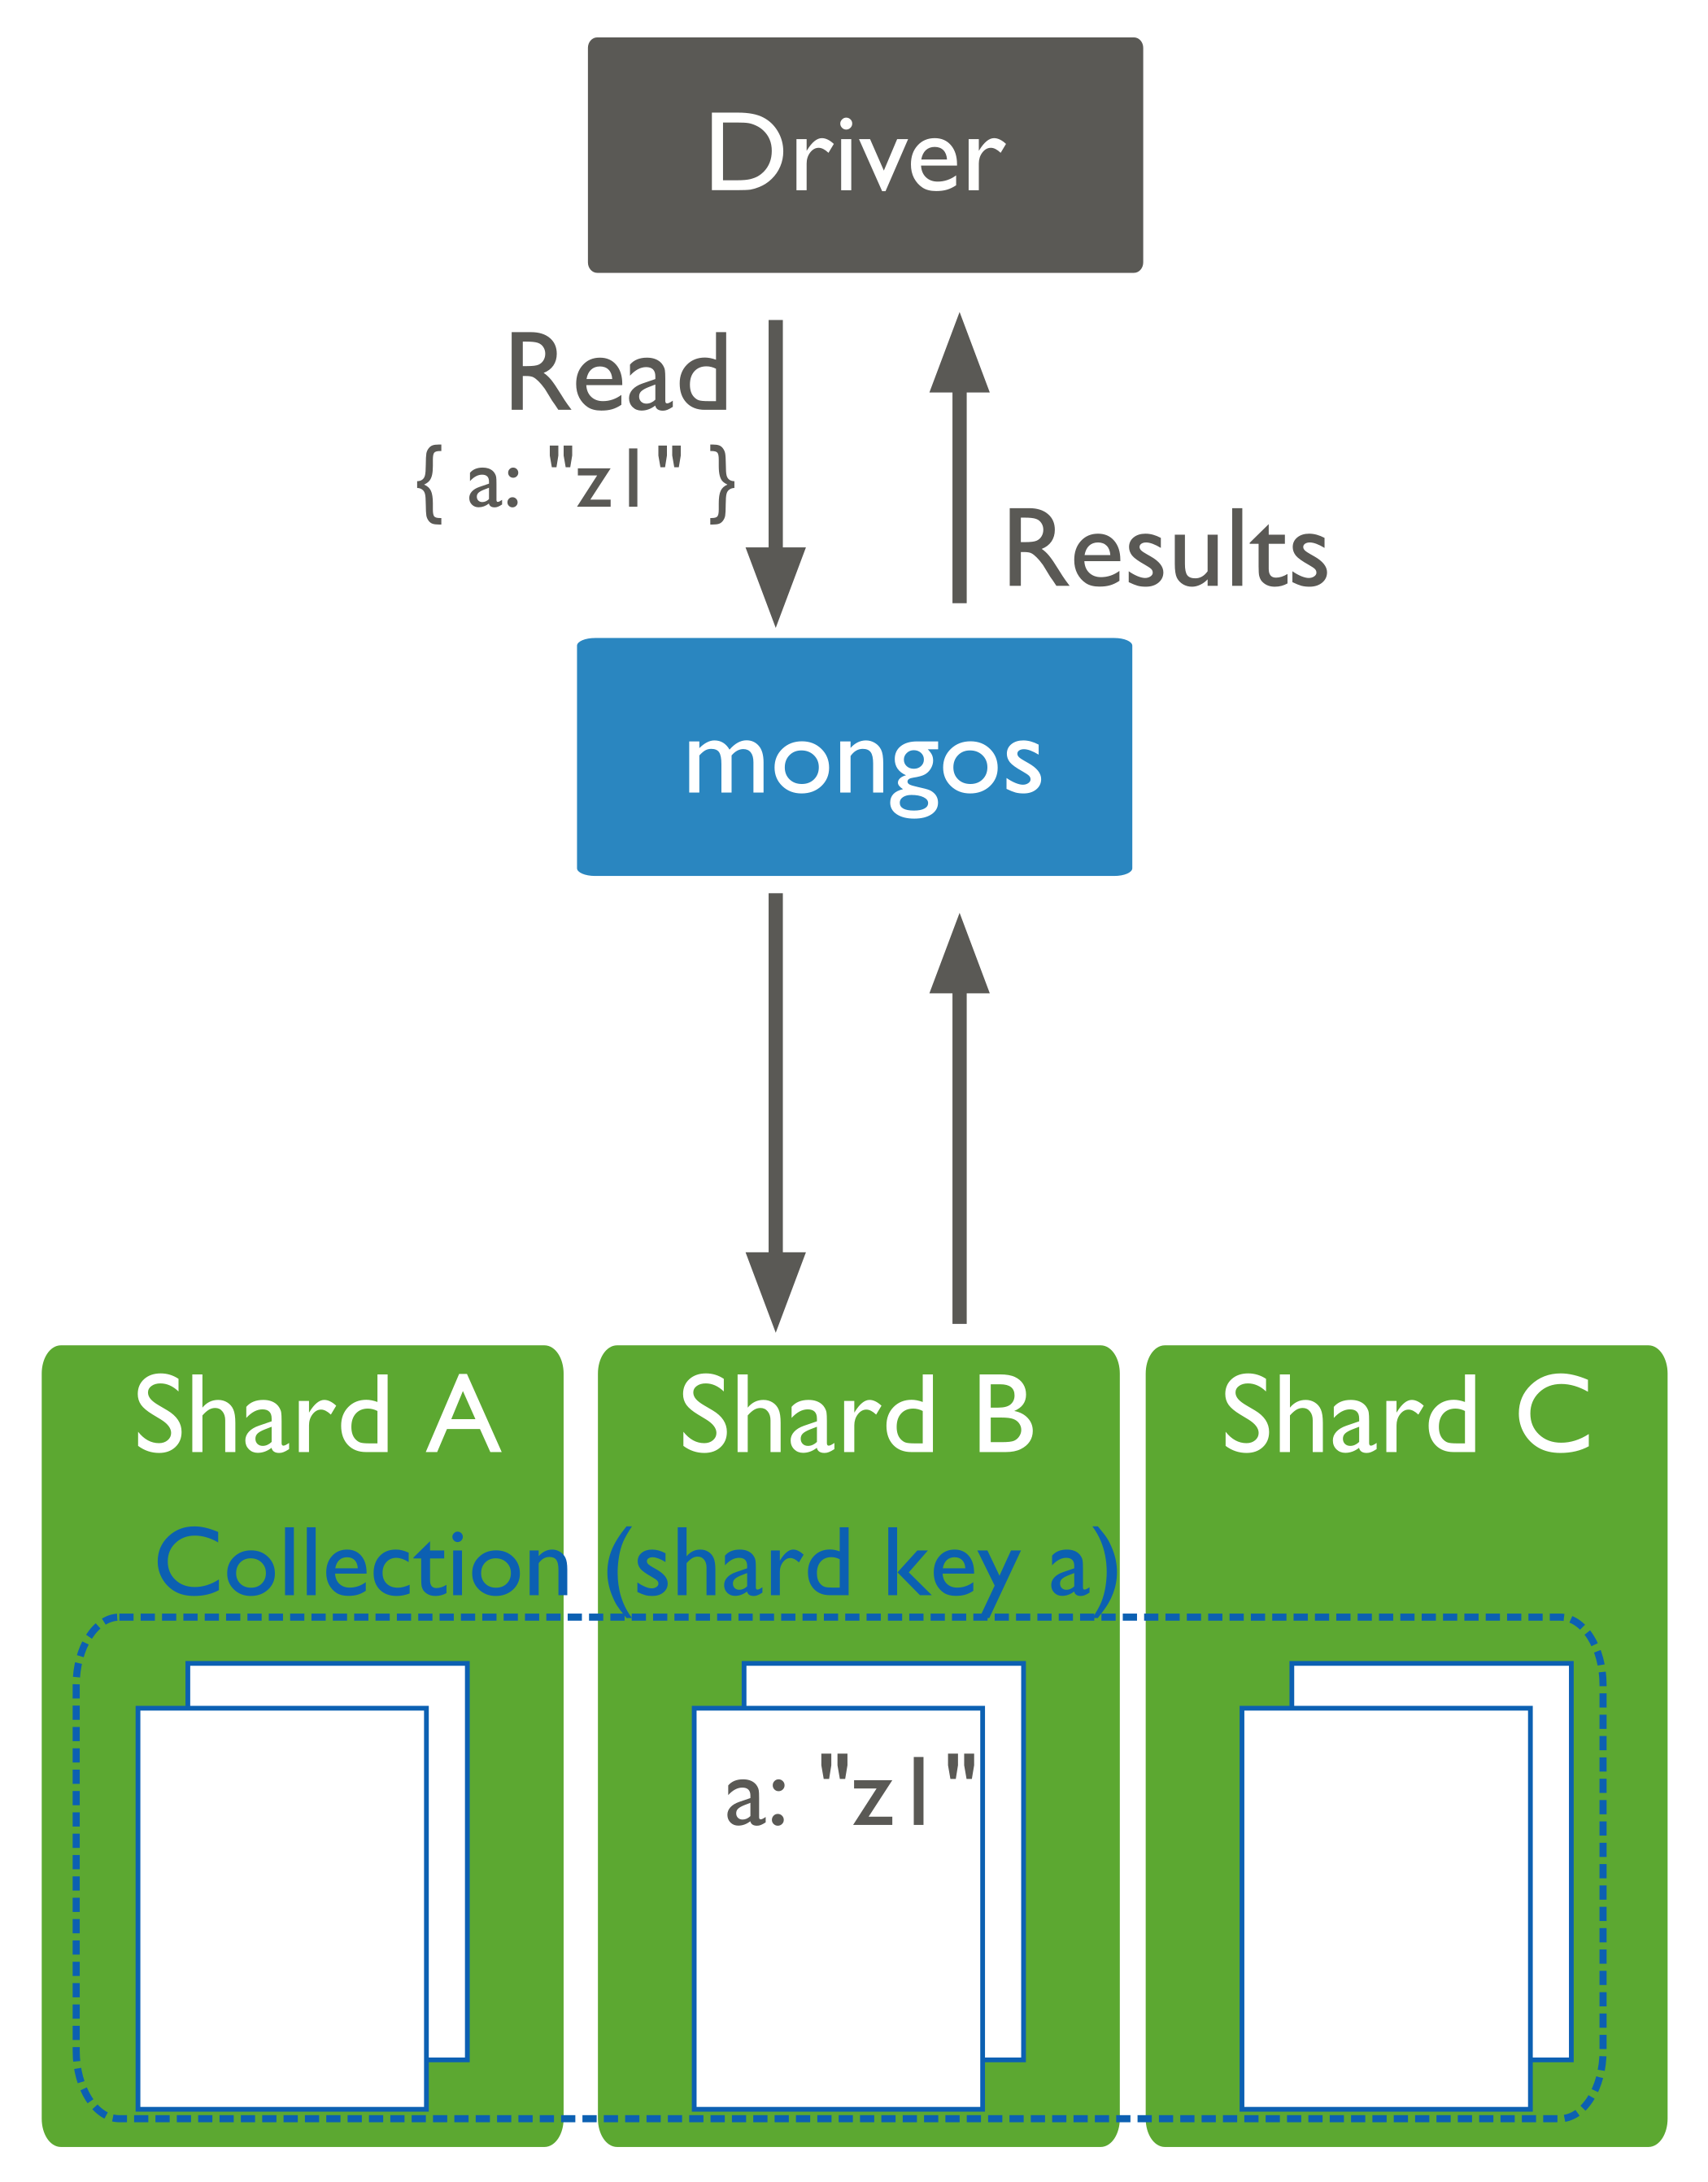 Driver
Read
{ a: "z1" }
Results
mongos
Shard A
Shard B
Shard C
Collection (shard key a)
a: "z1"